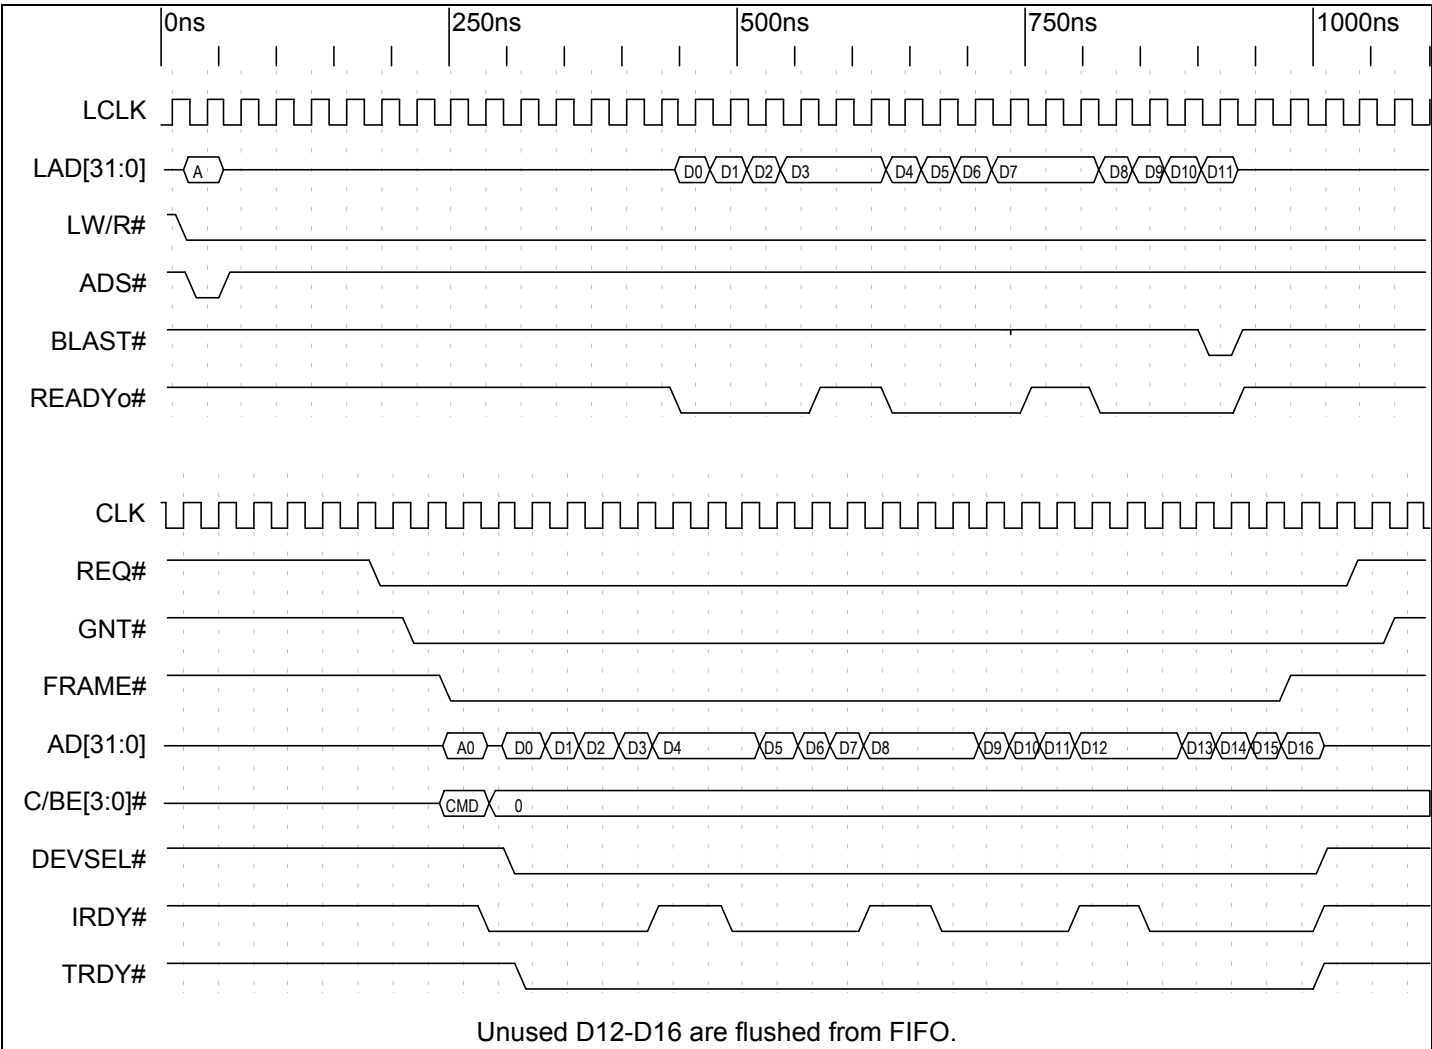 0ns 250ns 500ns 750ns 1000ns
LCLK
LAD[31:0] A D0 D1 D2 D3 D4 D5 D6 D7 D8 D9 D10 D11
LW/R#
ADS#
BLAST#
READYo#
CLK
REQ#
GNT#
FRAME#
AD[31:0] A0 D0 D1 D2 D3 D4 D5 D6 D7 D8 D9 D10 D11 D12 D13 D14 D15 D16
C/BE[3:0]# CMD 0
DEVSEL#
IRDY#
TRDY#
Unused D12-D16 are flushed from FIFO.